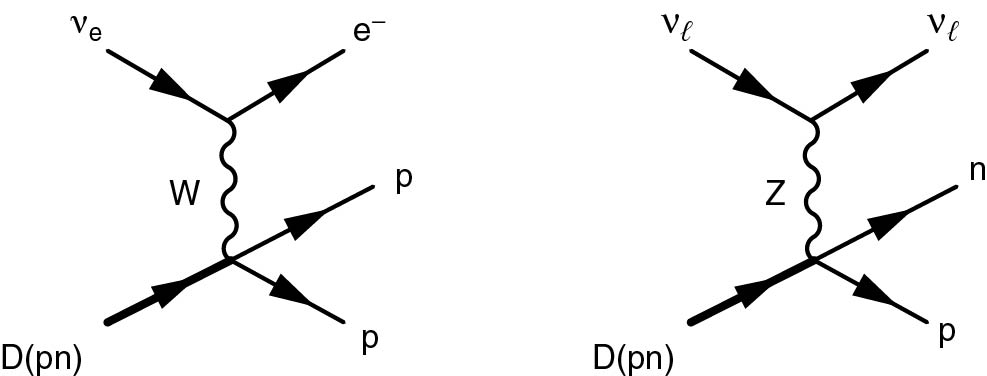 νe e− νℓ νℓ
W p Z n
D(pn) p D(pn) p